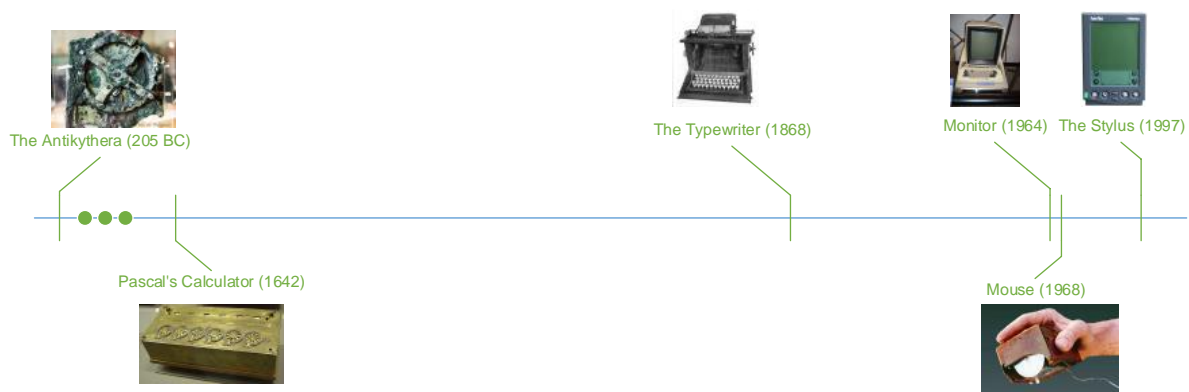 The Antikythera (205 BC)
The Typewriter (1868)
Monitor (1964)
The Stylus (1997)
Pascal's Calculator (1642)
Mouse (1968)